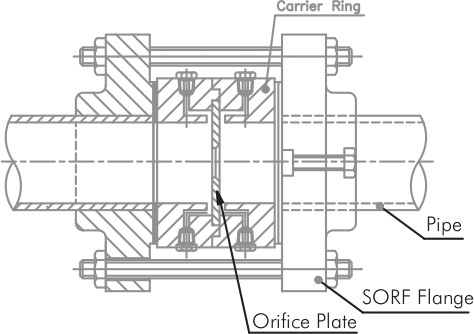 Carrier Ring
Pipe
SORF Flange
Orifice Plate